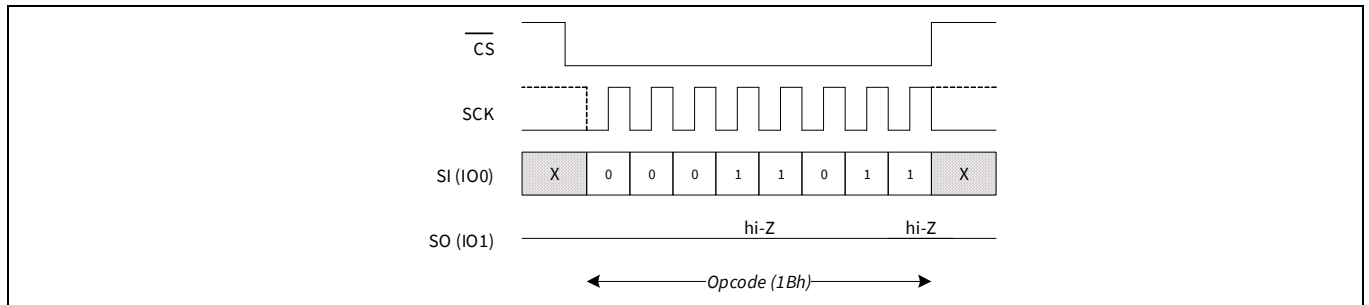 CS
SCK
SI (IO0) X 0 0 0 1 1 0 1 1 X
hi-Z hi-Z
SO (IO1)
Opcode (1Bh)